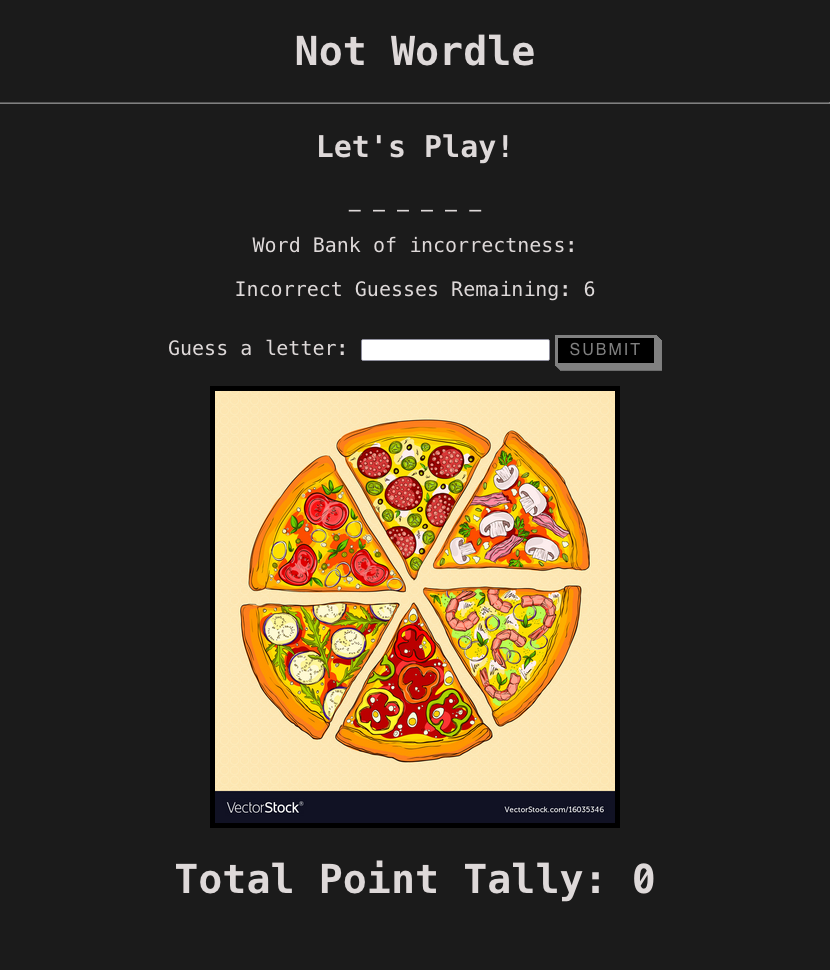 Not Wordle
Let's Play!
_ _ _ _ _ _
Word Bank of incorrectness:
Incorrect Guesses Remaining: 6
Guess a letter: SUBMIT
VectorStock® VectorStock.com/16035346
Total Point Tally: 0